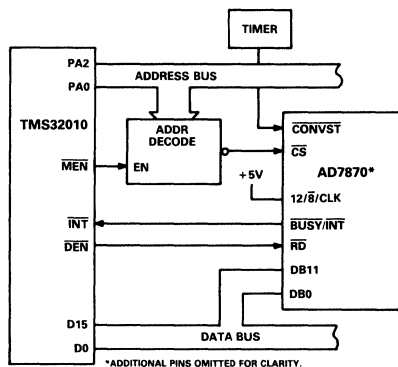 TIMER
PA2
ADDRESS BUS
PA0
TMS32010
ADDR
DECODE
CONVST
CS
MEN
EN
AD7870*
+5V
12/8/CLK
INT
BUSY/INT
DEN
RD
DB11
DB0
D15
DATA BUS
D0
*ADDITIONAL PINS OMITTED FOR CLARITY.